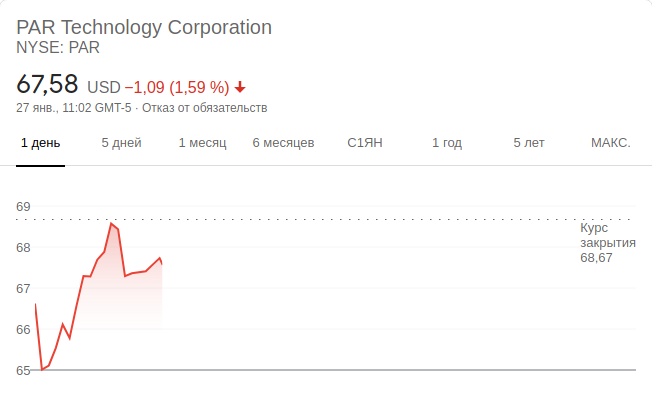 PAR Technology Corporation
NYSE: PAR
67,58 USD −1,09 (1,59 %)
27 янв., 11:02 GMT-5 · Отказ от обязательств
1 день 5 дней 1 месяц 6 месяцев С1ЯН 1 год 5 лет МАКС.
69
Курс
закрытия
68,67
68
67
66
65